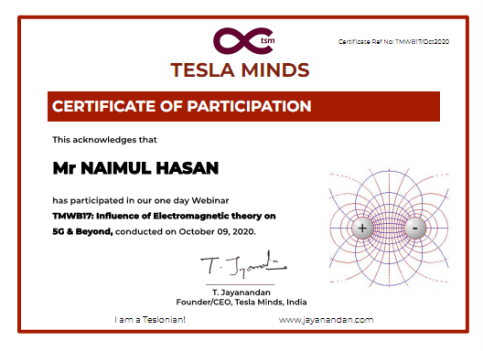 tsm
Certificate Ref No: TMWB17/Oct2020
TESLA MINDS
CERTIFICATE OF PARTICIPATION
This acknowledges that
Mr NAIMUL HASAN
has participated in our one day Webinar
TMWB17: Influence of Electromagnetic theory on
5G & Beyond, conducted on October 09, 2020.
+ -
T. Jayanandan
Founder/CEO, Tesla Minds, India
I am a Teslonian!
www.jayanandan.com